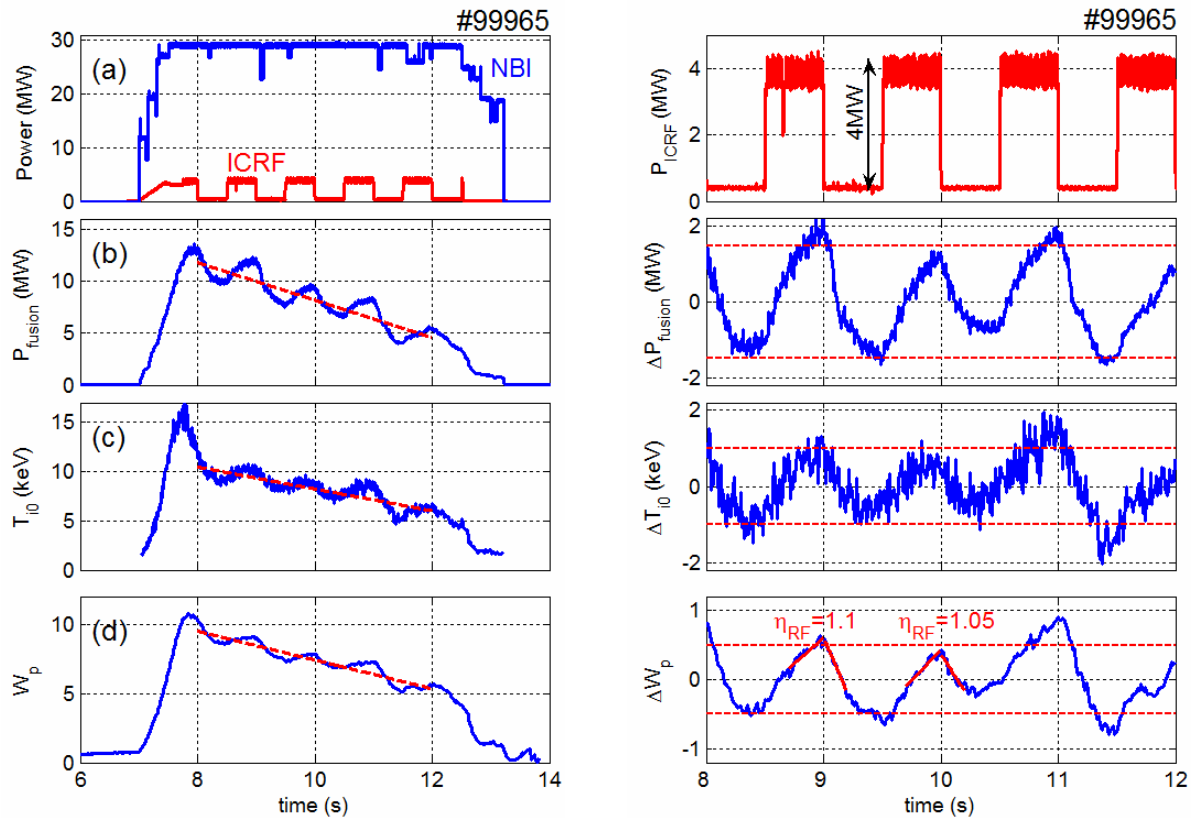 #99965
30
20
10
0
Power (MW)
(a)
NBI
ICRF
15
10
5
0
P_fusion (MW)
(b)
15
10
5
0
T_i0 (keV)
(c)
10
5
0
W_p
(d)
6 8 10 12 14
time (s)
#99965
4
2
0
P_ICRF (MW)
4MW
2
0
-2
ΔP_fusion (MW)
2
0
-2
ΔT_i0 (keV)
1
0
-1
ΔW_p
η_RF=1.1 η_RF=1.05
8 9 10 11 12
time (s)